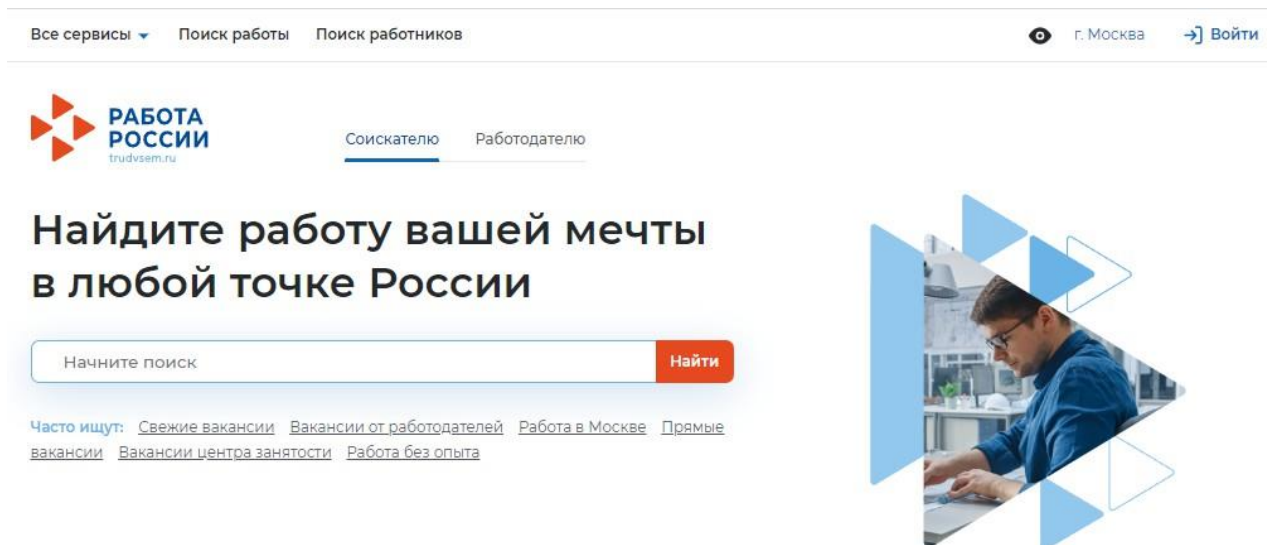 Все сервисы Поиск работы Поиск работников г. Москва Войти
РАБОТА
РОССИИ
trudvsem.ru
Соискателю Работодателю
Найдите работу вашей мечты
в любой точке России
Начните поиск Найти
Часто ищут: Свежие вакансии Вакансии от работодателей Работа в Москве Прямые
вакансии Вакансии центра занятости Работа без опыта